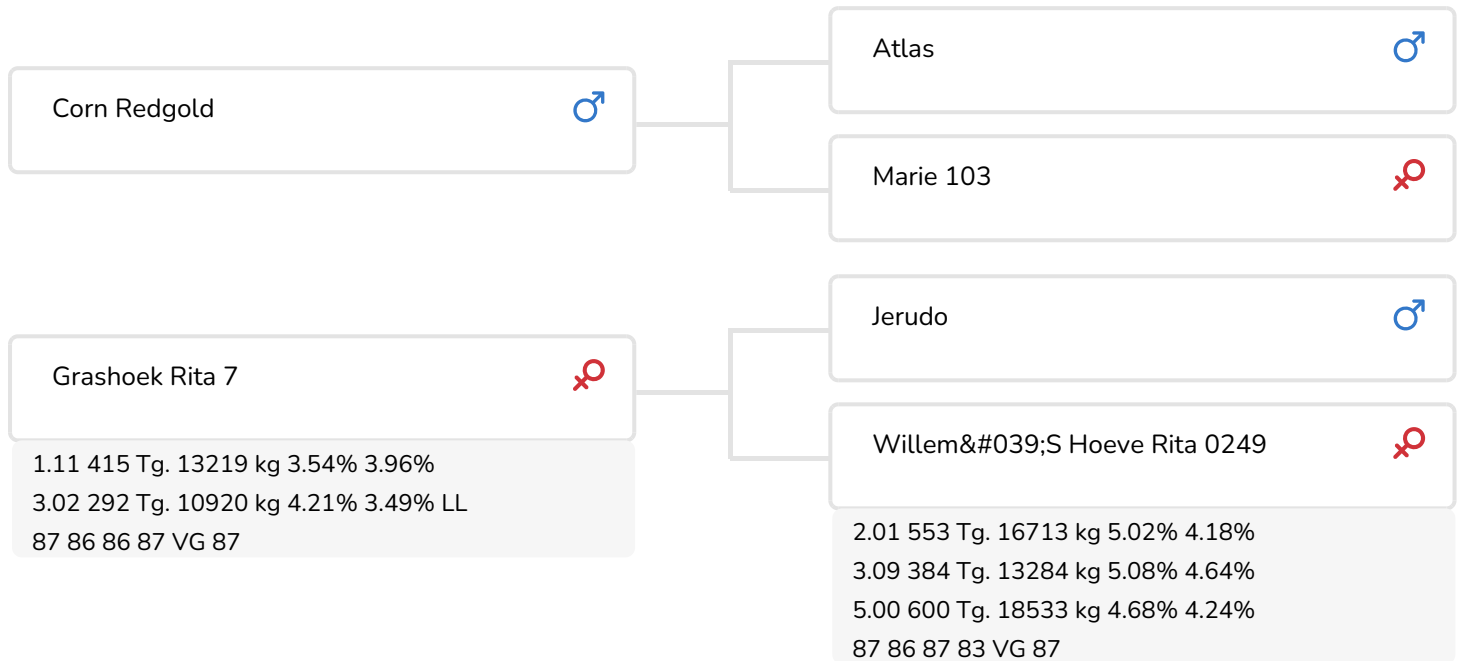 Corn Redgold
Atlas
Marie 103
Grashoek Rita 7
1.11 415 Tg. 13219 kg 3.54% 3.96%
3.02 292 Tg. 10920 kg 4.21% 3.49% LL
87 86 86 87 VG 87
Jerudo
Willem&#039;S Hoeve Rita 0249
2.01 553 Tg. 16713 kg 5.02% 4.18%
3.09 384 Tg. 13284 kg 5.08% 4.64%
5.00 600 Tg. 18533 kg 4.68% 4.24%
87 86 87 83 VG 87